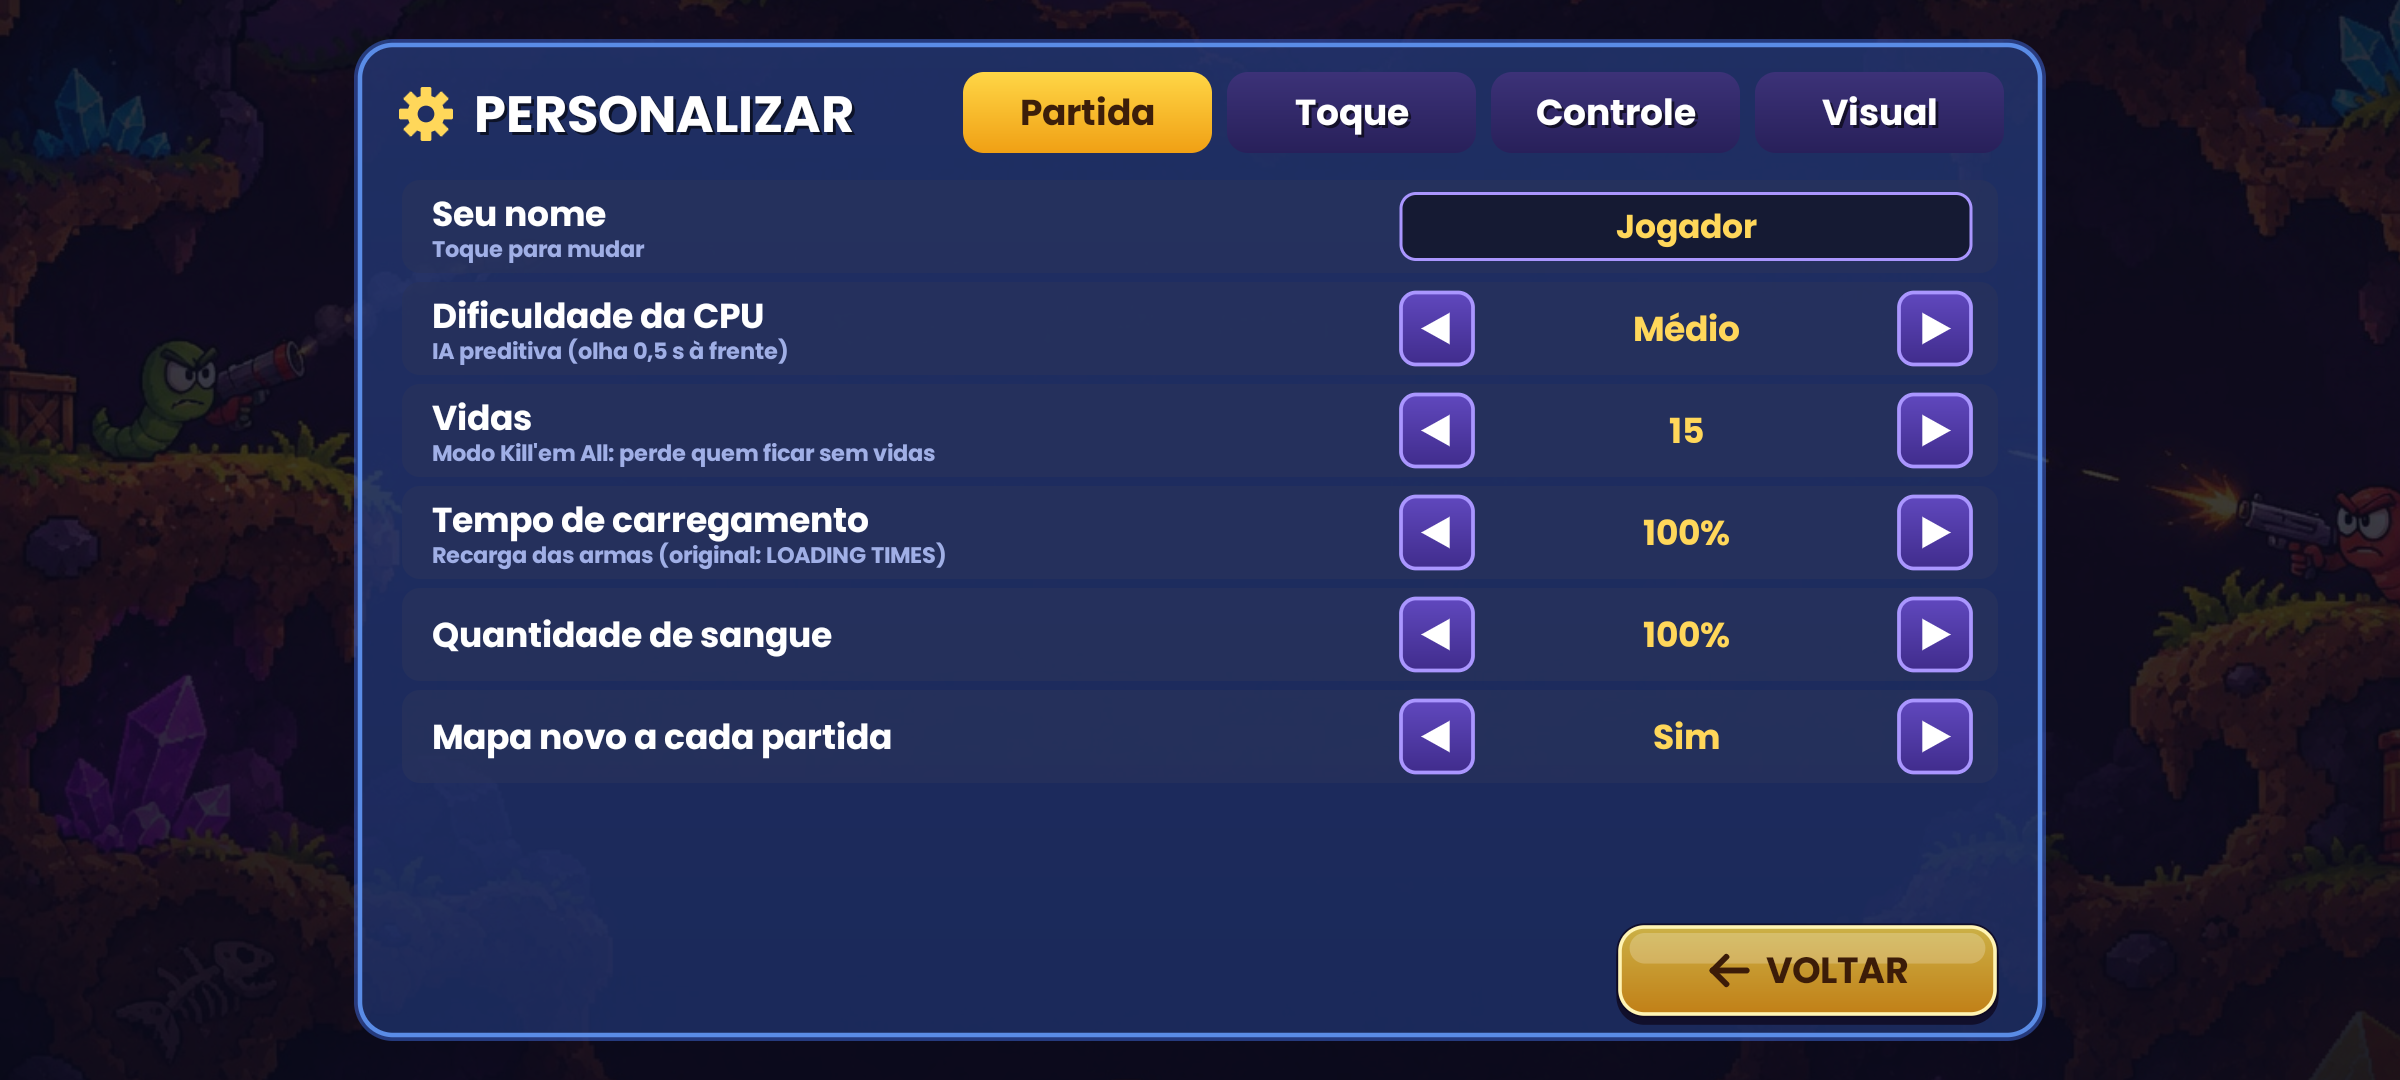 PERSONALIZAR
Partida
Toque
Controle
Visual
Seu nome
Toque para mudar
Jogador
Dificuldade da CPU
IA preditiva (olha 0,5 s à frente)
Médio
Vidas
Modo Kill'em All: perde quem ficar sem vidas
15
Tempo de carregamento
Recarga das armas (original: LOADING TIMES)
100%
Quantidade de sangue
100%
Mapa novo a cada partida
Sim
VOLTAR